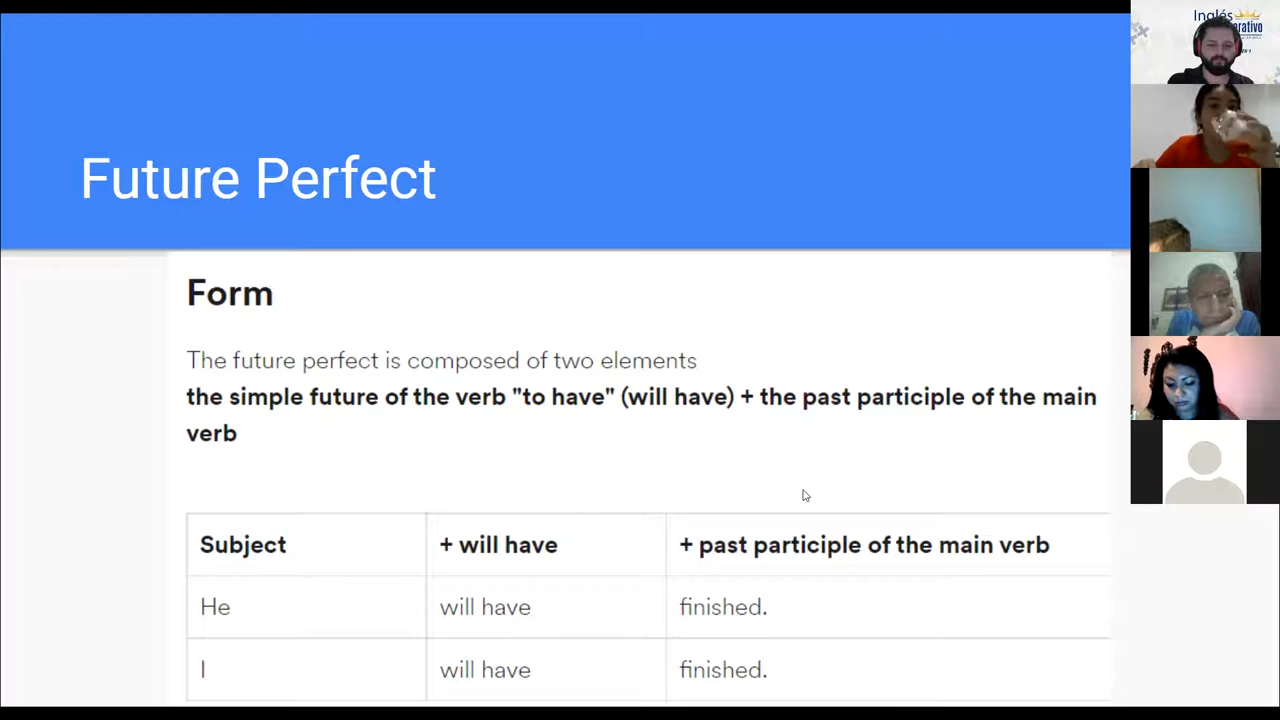 Future Perfect
Form
The future perfect is composed of two elements
the simple future of the verb "to have" (will have) + the past participle of the main
verb
Subject + will have + past participle of the main verb
He will have finished.
I will have finished.
Inglés